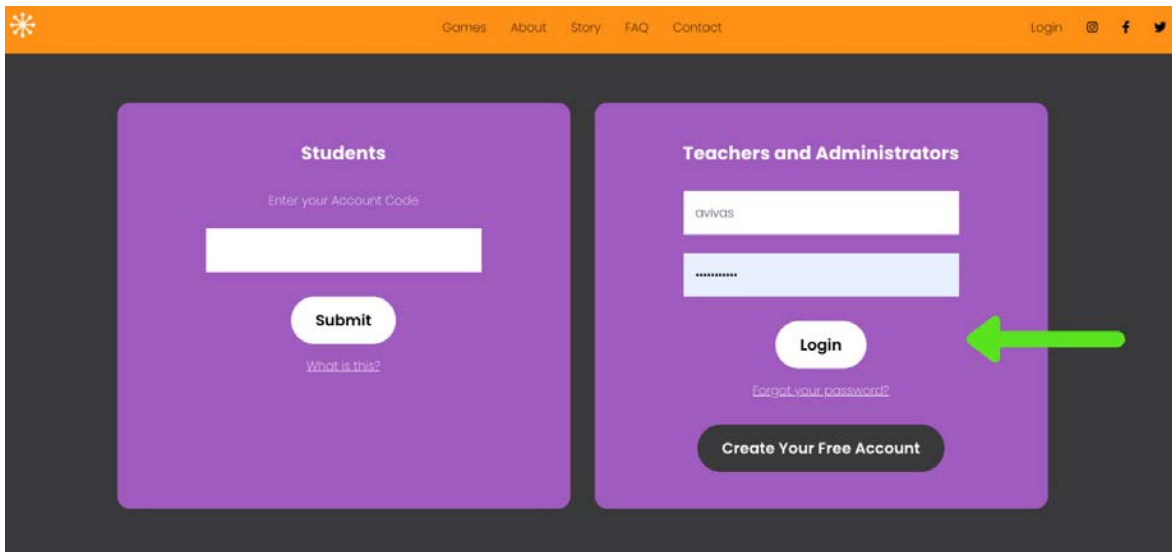 Games About Story FAQ Contact Login
Students
Enter your Account Code
Submit
What is this?
Teachers and Administrators
avivas
•••••••••••
Login
Forgot your password?
Create Your Free Account